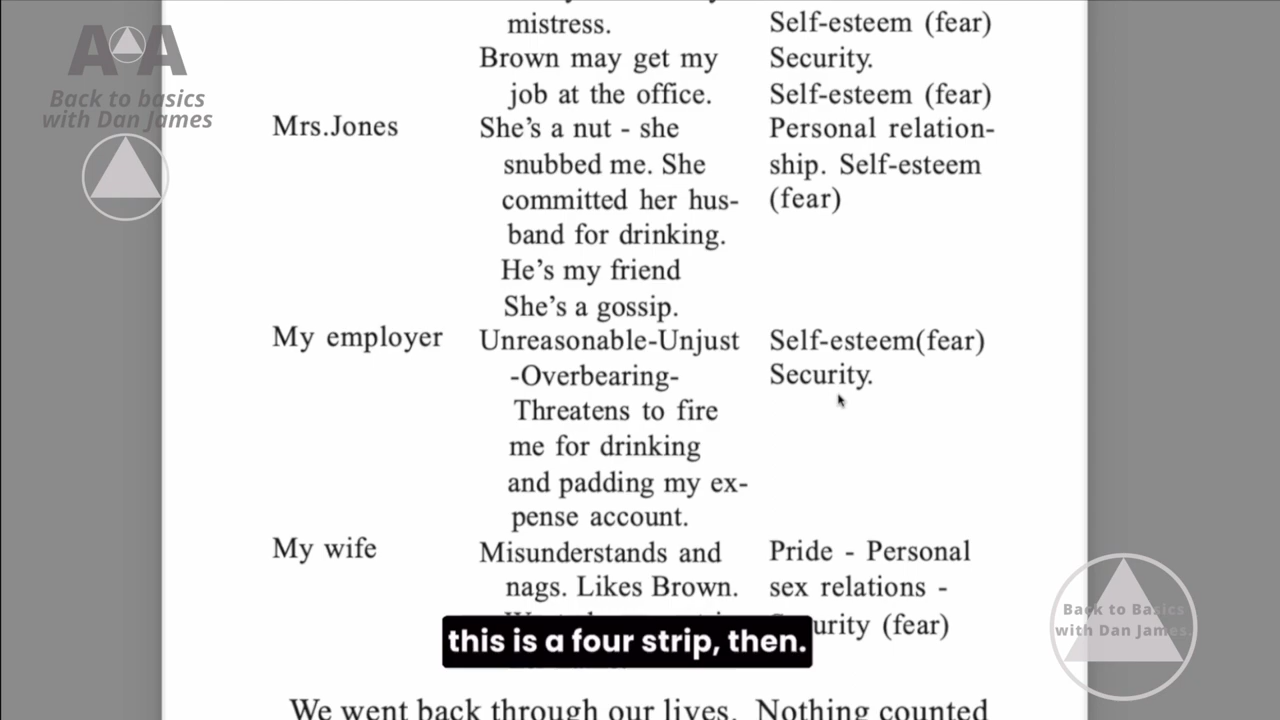 AA
Back to basics
with Dan James
mistress.
Self-esteem (fear)
Brown may get my
Security.
job at the office.
Self-esteem (fear)
Mrs.Jones
She's a nut - she
Personal relation-
snubbed me. She
ship. Self-esteem
committed her hus-
(fear)
band for drinking.
He's my friend
She's a gossip.
My employer
Unreasonable-Unjust
Self-esteem(fear)
-Overbearing-
Security.
Threatens to fire
me for drinking
and padding my ex-
pense account.
My wife
Misunderstands and
Pride - Personal
nags. Likes Brown.
sex relations -
urity (fear)
this is a four strip, then.
Back to Basics
with Dan James
We went back through our lives. Nothing counted